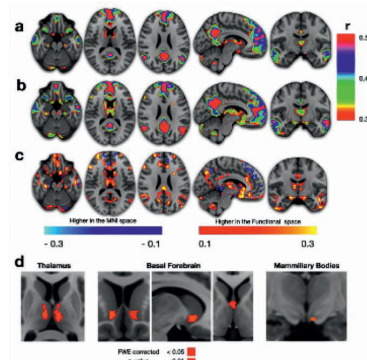 a
r
0.5
b
0.4
0.3
c
Higher in the MNI space
Higher in the Functional space
- 0.3
-0.1
0.1
0.3
d
Thalamus
Basal Forebrain
Mammillary Bodies
FWE corrected
< 0.05